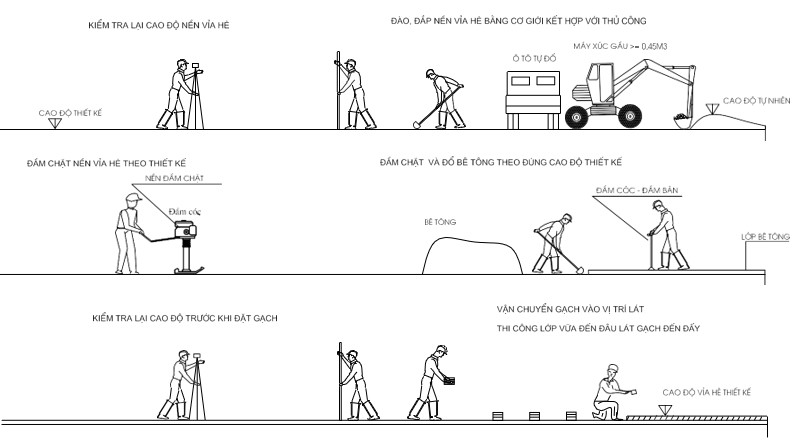 KIỂM TRA LẠI CAO ĐỘ NỀN VỈA HÈ
ĐÀO, ĐẮP NỀN VỈA HÈ BẰNG CƠ GIỚI KẾT HỢP VỚI THỦ CÔNG
MÁY XÚC GẦU >= 0,45M3
Ô TÔ TỰ ĐỔ
CAO ĐỘ TỰ NHIÊN
CAO ĐỘ THIẾT KẾ
ĐẦM CHẶT NỀN VỈA HÈ THEO THIẾT KẾ
NỀN ĐẦM CHẶT
Đầm cóc
ĐẦM CHẶT VÀ ĐỔ BÊ TÔNG THEO ĐÚNG CAO ĐỘ THIẾT KẾ
ĐẦM CÓC - ĐẦM BÀN
BÊ TÔNG
LỚP BÊ TÔNG
KIỂM TRA LẠI CAO ĐỘ TRƯỚC KHI ĐẶT GẠCH
VẬN CHUYỂN GẠCH VÀO VỊ TRÍ LÁT
THI CÔNG LỚP VỮA ĐẾN ĐÂU LÁT GẠCH ĐẾN ĐẤY
CAO ĐỘ VỈA HÈ THIẾT KẾ